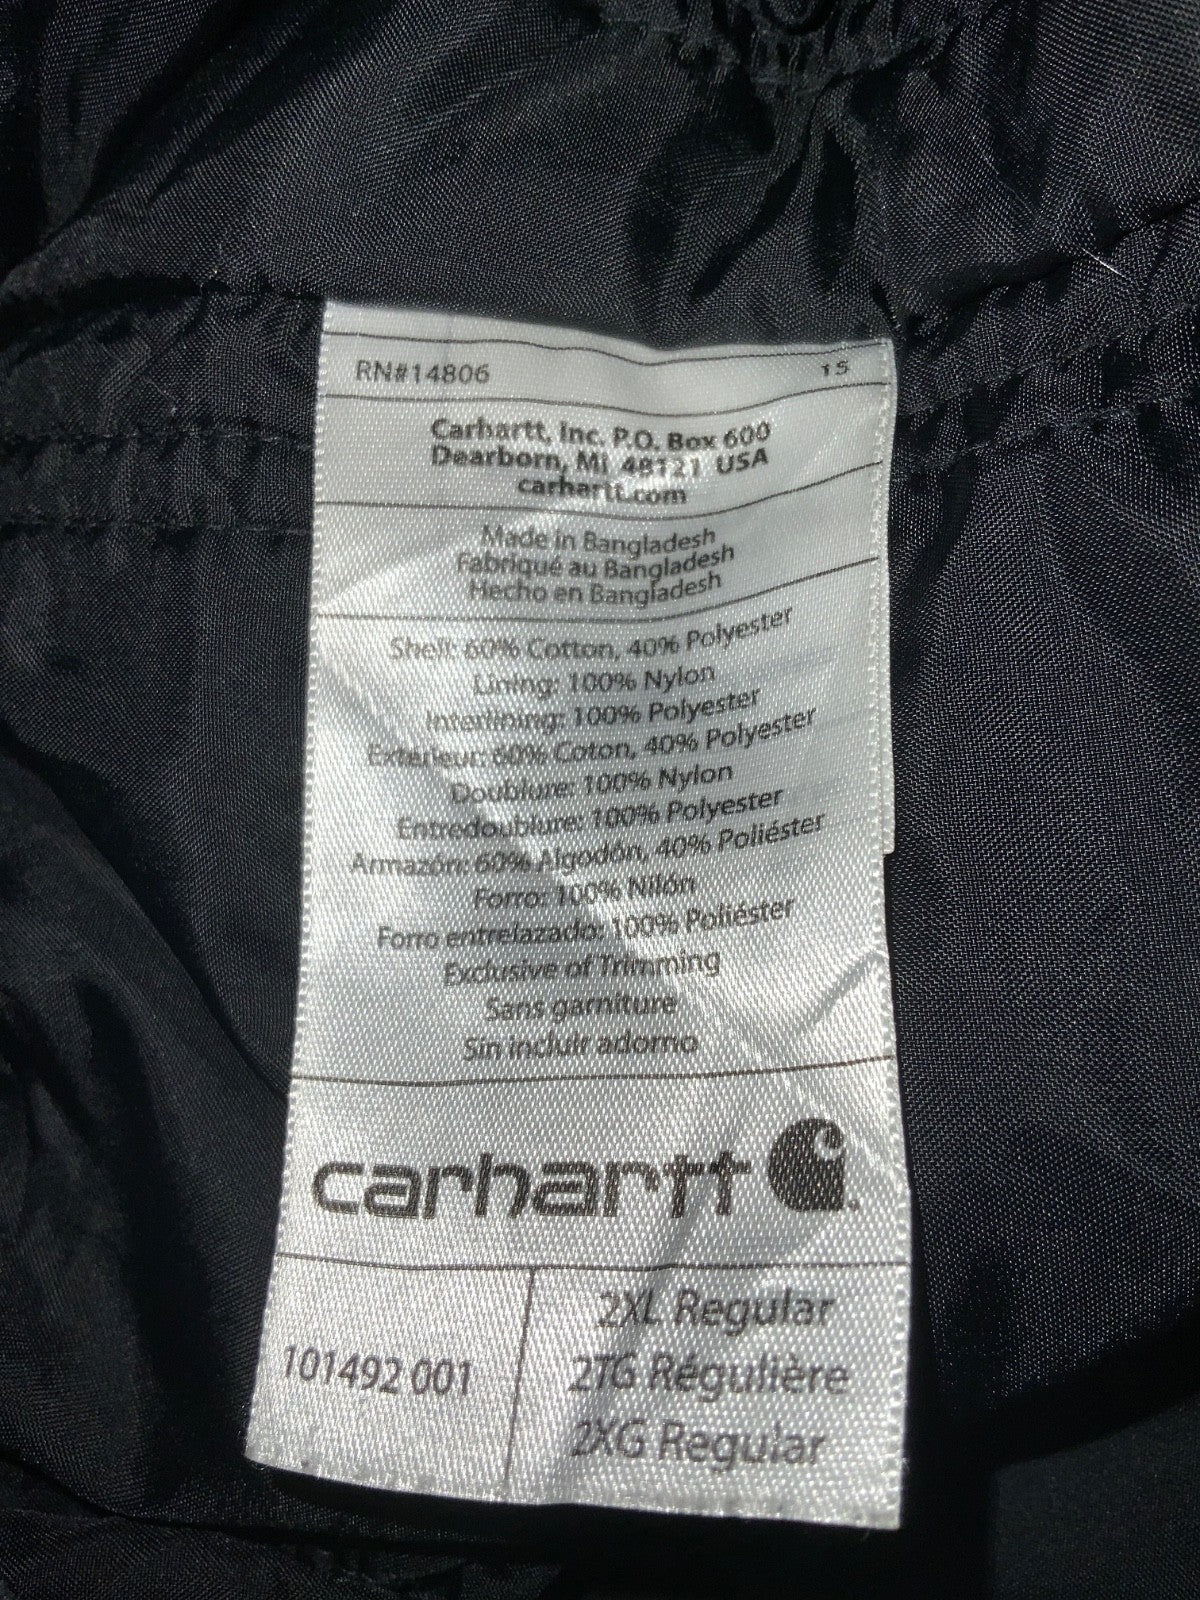 RN#14806 15
Carhartt, Inc. P.O. Box 600
Dearborn, MI 48121 USA
carhartt.com
Made in Bangladesh
Fabriqué au Bangladesh
Hecho en Bangladesh
Shell: 60% Cotton, 40% Polyester
Lining: 100% Nylon
Interlining: 100% Polyester
Exterieur: 60% Coton, 40% Polyester
Doublure: 100% Nylon
Entredoublure: 100% Polyester
Armazón: 60% Algodón, 40% Poliéster
Forro: 100% Nilón
Forro entrelazado: 100% Poliéster
Exclusive of Trimming
Sans garniture
Sin incluir adorno
carhartt
101492 001
2XL Regular
2TG Régulière
2XG Regular